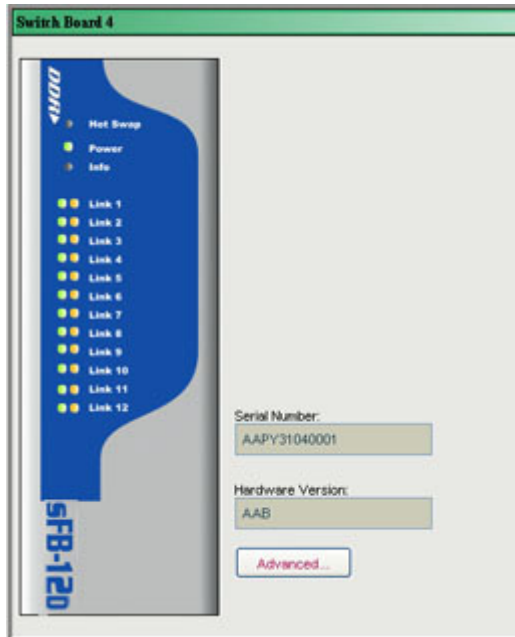 Switch Board 4
DDR
Hot Swap
Power
Info
Link 1
Link 2
Link 3
Link 4
Link 5
Link 6
Link 7
Link 8
Link 9
Link 10
Link 11
Link 12
sFB-12D
Serial Number:
AAPY31040001
Hardware Version:
AAB
Advanced...